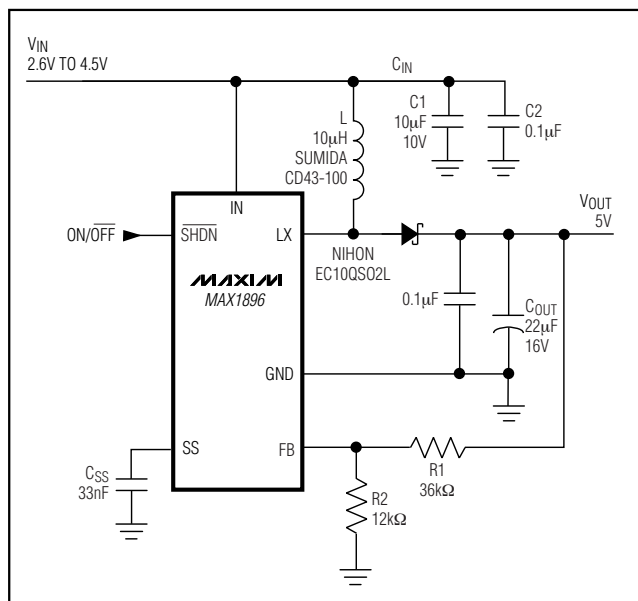 VIN
2.6V TO 4.5V
CIN
C1
10µF
10V
C2
0.1µF
L
10µH
SUMIDA
CD43-100
IN
VOUT
5V
ON/OFF
SHDN
LX
NIHON
EC10QSO2L
MAXIM
MAX1896
0.1µF
COUT
22µF
16V
GND
SS
FB
CSS
33nF
R1
36kΩ
R2
12kΩ